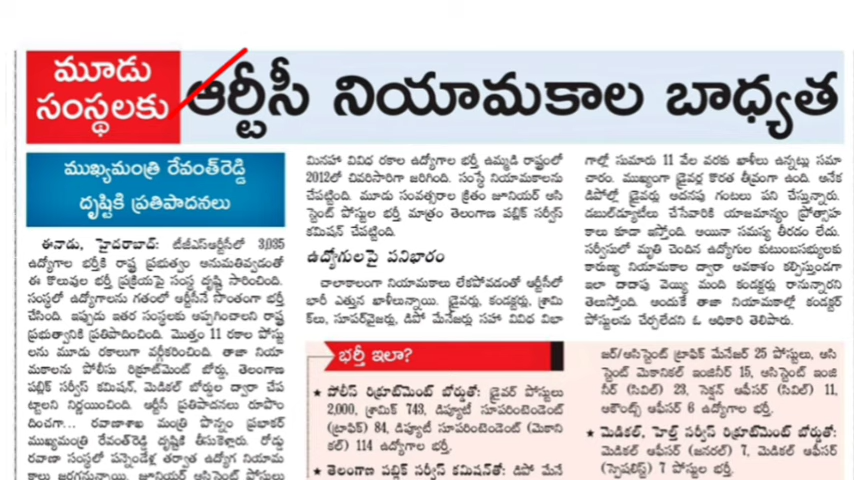 మూడు
సంస్థలకు
ఆర్టీసీ నియామకాల బాధ్యత
ముఖ్యమంత్రి రేవంత్‌రెడ్డి
దృష్టికి ప్రతిపాదనలు
ఈనాడు, హైదరాబాద్: టీజీఎస్‌ఆర్టీసీలో 3,035
ఉద్యోగాల భర్తీకి రాష్ట్ర ప్రభుత్వం అనుమతివ్వడంతో
ఈ కొలువుల భర్తీ ప్రక్రియపై సంస్థ దృష్టి సారించింది.
సంస్థలో ఉద్యోగాలను గతంలో ఆర్టీసీనే సొంతంగా భర్తీ
చేసింది. ఇప్పుడు ఇతర సంస్థలకు అప్పగించాలని రాష్ట్ర
ప్రభుత్వానికి ప్రతిపాదించింది. మొత్తం 11 రకాల పోస్టు
లను మూడు రకాలుగా వర్గీకరించింది. తాజా నియా
మకాలను పోలీసు రిక్రూట్‌మెంట్ బోర్డు, తెలంగాణ
పబ్లిక్ సర్వీస్ కమిషన్, మెడికల్ బోర్డుల ద్వారా చేప
ట్టాలని నిర్ణయించింది. ఆర్టీసీ ప్రతిపాదనలు రూపొం
దించగా... రవాణాశాఖ మంత్రి పొన్నం ప్రభాకర్
ముఖ్యమంత్రి రేవంత్‌రెడ్డి దృష్టికి తీసుకెళ్లారు. రోడ్డు
రవాణా సంస్థలో పన్నెండేళ్ల తర్వాత ఉద్యోగ నియామ
కాలు జరగనున్నాయి. జూనియర్ అసిస్టెంట్ పోస్టులు
మినహా వివిధ రకాల ఉద్యోగాల భర్తీ ఉమ్మడి రాష్ట్రంలో
2012లో చివరిసారిగా జరిగింది. సంస్థే నియామకాలను
చేపట్టింది. మూడు సంవత్సరాల క్రితం జూనియర్ అసి
స్టెంట్ పోస్టుల భర్తీ మాత్రం తెలంగాణ పబ్లిక్ సర్వీస్
కమిషన్ చేపట్టింది.
ఉద్యోగులపై పనిభారం
చాలాకాలంగా నియామకాలు లేకపోవడంతో ఆర్టీసీలో
భారీ ఎత్తున ఖాళీలున్నాయి. డ్రైవర్లు, కండక్టర్లు, శ్రామి
క్‌లు, సూపర్‌వైజర్లు, డిపో మేనేజర్లు సహా వివిధ విభా
గాల్లో సుమారు 11 వేల వరకు ఖాళీలు ఉన్నట్లు సమా
చారం. ముఖ్యంగా డ్రైవర్ల కొరత తీవ్రంగా ఉంది. అనేక
డిపోల్లో డ్రైవర్లు అదనపు గంటలు పని చేస్తున్నారు.
డబుల్‌డ్యూటీలు చేసేవారికి యాజమాన్యం ప్రోత్సాహ
కాలు కూడా ఇస్తోంది. అయినా సమస్య తీరడం లేదు.
సర్వీసులో మృతి చెందిన ఉద్యోగుల కుటుంబసభ్యులకు
కారుణ్య నియామకాల ద్వారా అవకాశం కల్పిస్తుండగా
ఇలా దాదాపు వెయ్యి మంది కండక్టర్లు రానున్నారని
తెలుస్తోంది. అందుకే తాజా నియామకాల్లో కండక్టర్
పోస్టులను చేర్చలేదని ఓ అధికారి తెలిపారు.
భర్తీ ఇలా?
★ పోలీస్ రిక్రూట్‌మెంట్ బోర్డుతో: డ్రైవర్ పోస్టులు
2,000, శ్రామిక్ 743, డిప్యూటీ సూపరింటెండెంట్
(ట్రాఫిక్) 84, డిప్యూటీ సూపరింటెండెంట్ (మెకాని
కల్) 114 ఉద్యోగాల భర్తీ.
★ తెలంగాణ పబ్లిక్ సర్వీస్ కమిషన్‌తో: డిపో మేనే
జర్/అసిస్టెంట్ ట్రాఫిక్ మేనేజర్ 25 పోస్టులు, అసి
స్టెంట్ మెకానికల్ ఇంజినీర్ 15, అసిస్టెంట్ ఇంజి
నీర్ (సివిల్) 23, సెక్షన్ ఆఫీసర్ (సివిల్) 11,
అకౌంట్స్ ఆఫీసర్ 6 ఉద్యోగాల భర్తీ.
★ మెడికల్, హెల్త్ సర్వీస్ రిక్రూట్‌మెంట్ బోర్డుతో:
మెడికల్ ఆఫీసర్ (జనరల్) 7, మెడికల్ ఆఫీసర్
(స్పెషలిస్ట్) 7 పోస్టుల భర్తీ.